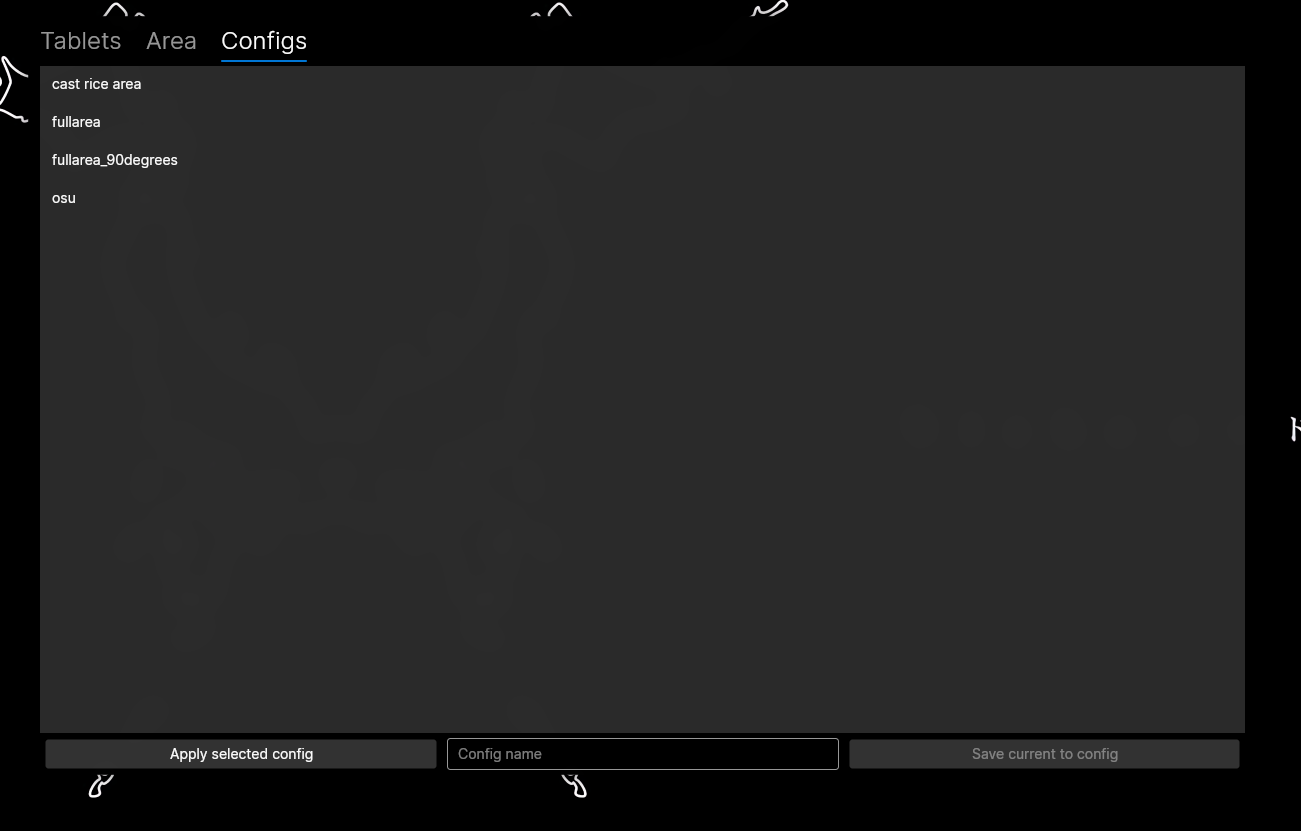 Tablets Area Configs
cast rice area
fullarea
fullarea_90degrees
osu
Apply selected config Config name Save current to config